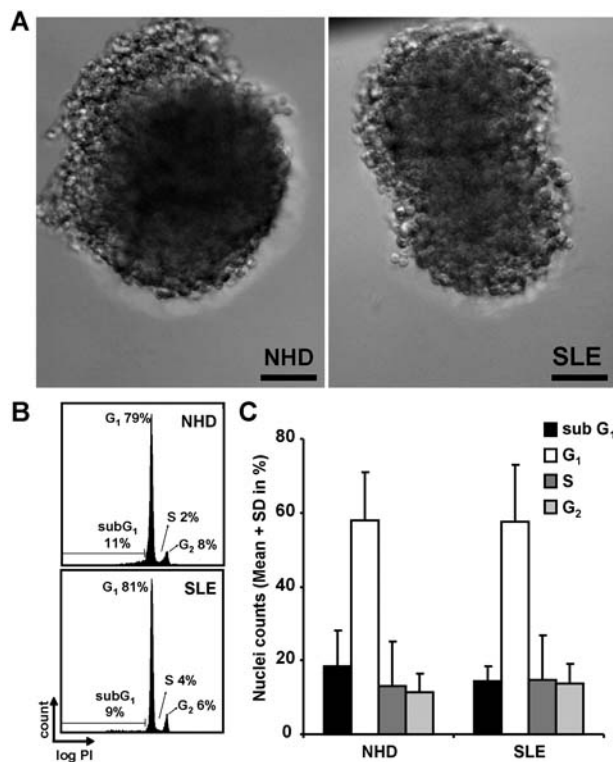 A
NHD
SLE
B
G₁ 79%
NHD
S 2%
subG₁
11%
G₂ 8%
G₁ 81%
SLE
S 4%
subG₁
9%
G₂ 6%
count
log PI
C
Nuclei counts (Mean + SD in %)
80
60
40
20
0
sub G₁
G₁
S
G₂
NHD
SLE